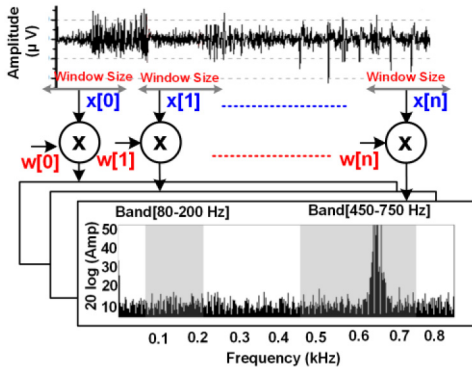 Amplitude
(µ V)
Window Size Window Size Window Size
x[0] x[1] x[n]
X X X
w[0] w[1] w[n]
Band[80-200 Hz] Band[450-750 Hz]
20 log (Amp)
50
40
30
20
10
0.1 0.2 0.3 0.4 0.5 0.6 0.7 0.8
Frequency (kHz)